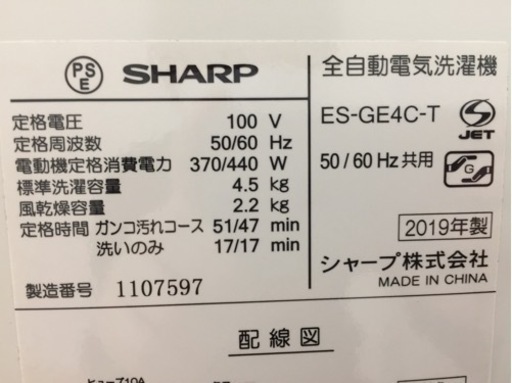 PSE SHARP
定格電圧 100 V
定格周波数 50/60 Hz
電動機定格消費電力 370/440 W
標準洗濯容量 4.5 kg
風乾燥容量 2.2 kg
定格時間 ガンコ汚れコース 51/47 min
洗いのみ 17/17 min
製造番号 1107597
全自動電気洗濯機
ES-GE4C-T
JET
50/60 Hz共用
G
2019年製
シャープ株式会社
MADE IN CHINA
配線図